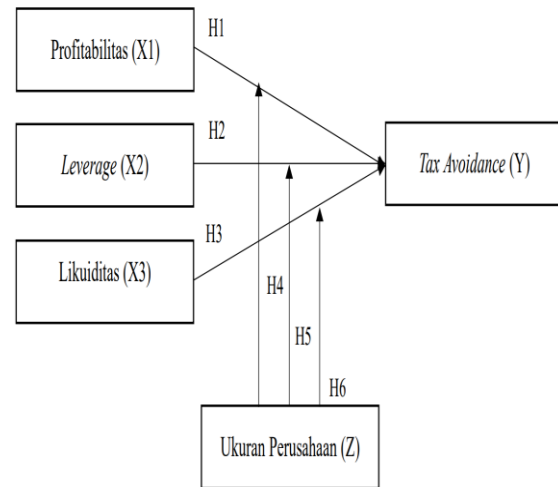 H1
Profitabilitas (X1)
H2
Leverage (X2)
Tax Avoidance (Y)
H3
Likuiditas (X3)
H4
H5
H6
Ukuran Perusahaan (Z)